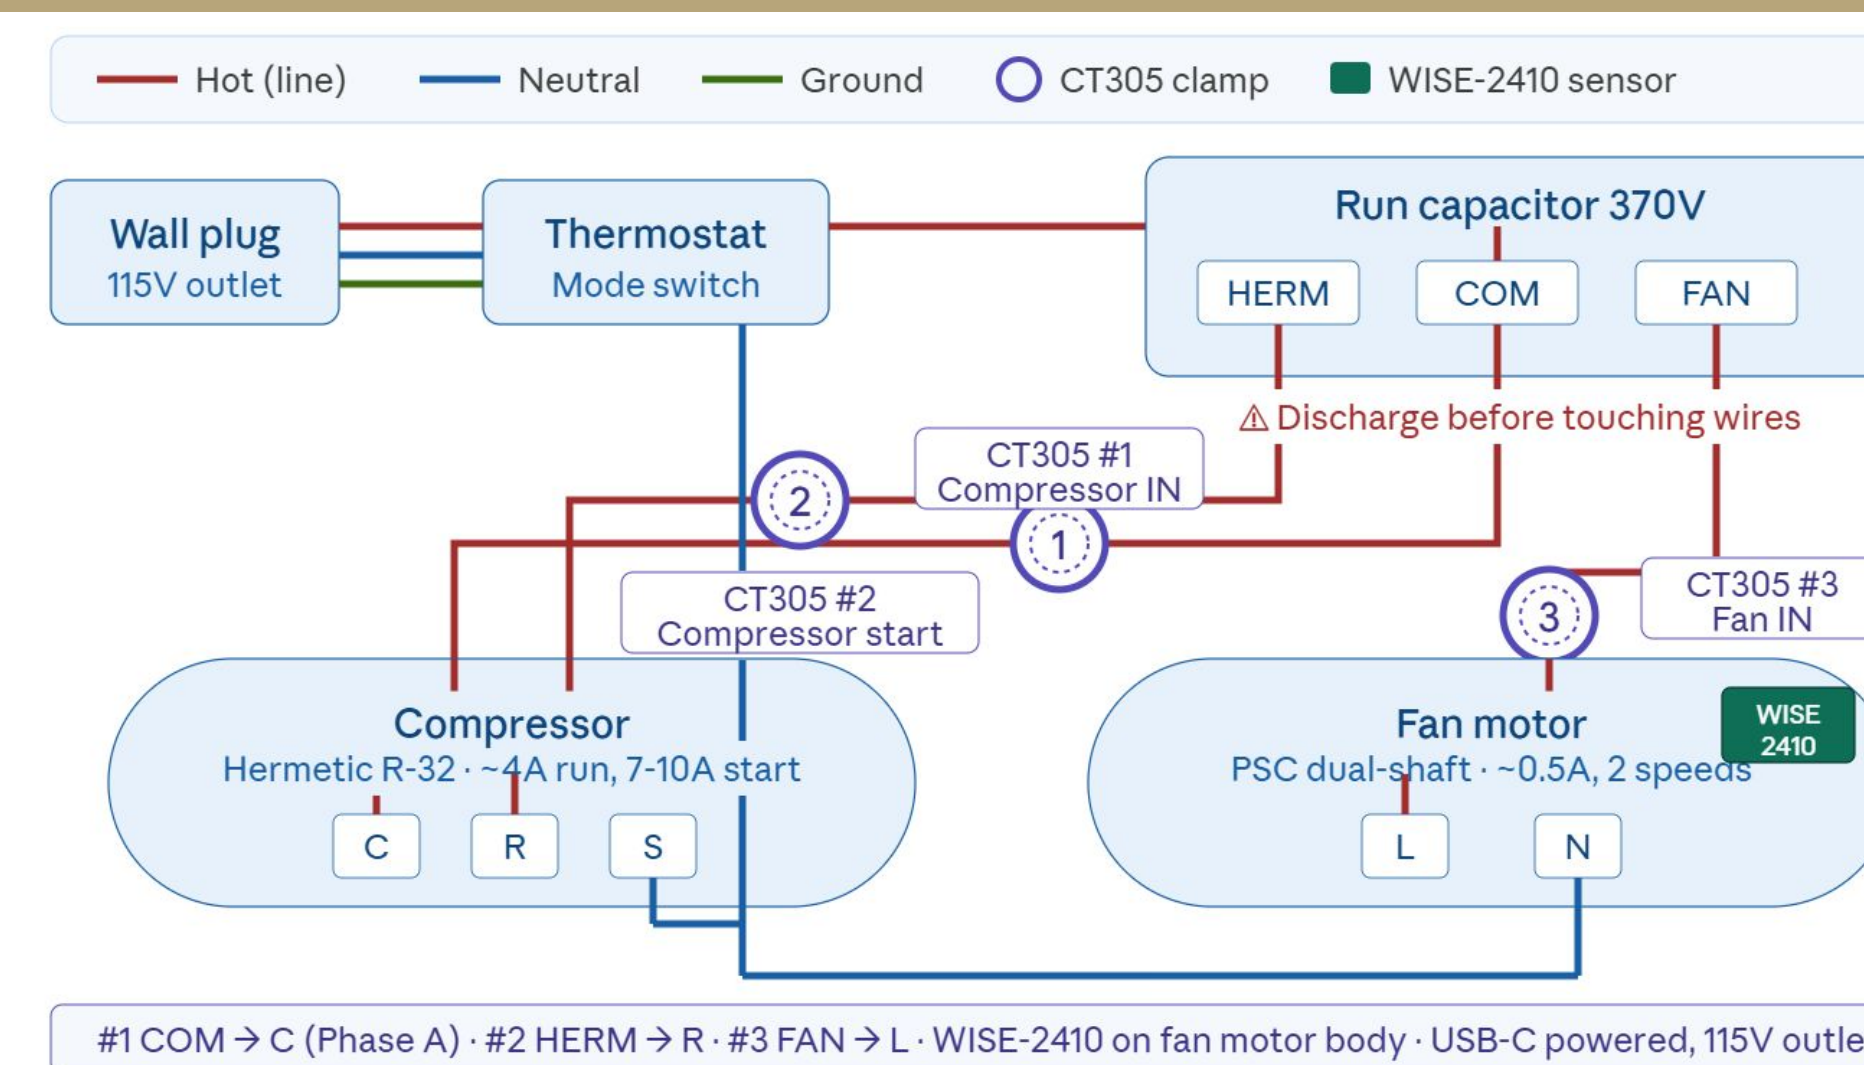 Hot (line)
Neutral
Ground
CT305 clamp
WISE-2410 sensor
Wall plug
115V outlet
Thermostat
Mode switch
Run capacitor 370V
HERM
COM
FAN
⚠ Discharge before touching wires
CT305 #1
Compressor IN
2
1
CT305 #2
Compressor start
3
CT305 #3
Fan IN
Compressor
Hermetic R-32 · ~4A run, 7-10A start
C
R
S
Fan motor
PSC dual-shaft · ~0.5A, 2 speeds
WISE
2410
L
N
#1 COM → C (Phase A) · #2 HERM → R · #3 FAN → L · WISE-2410 on fan motor body · USB-C powered, 115V outle